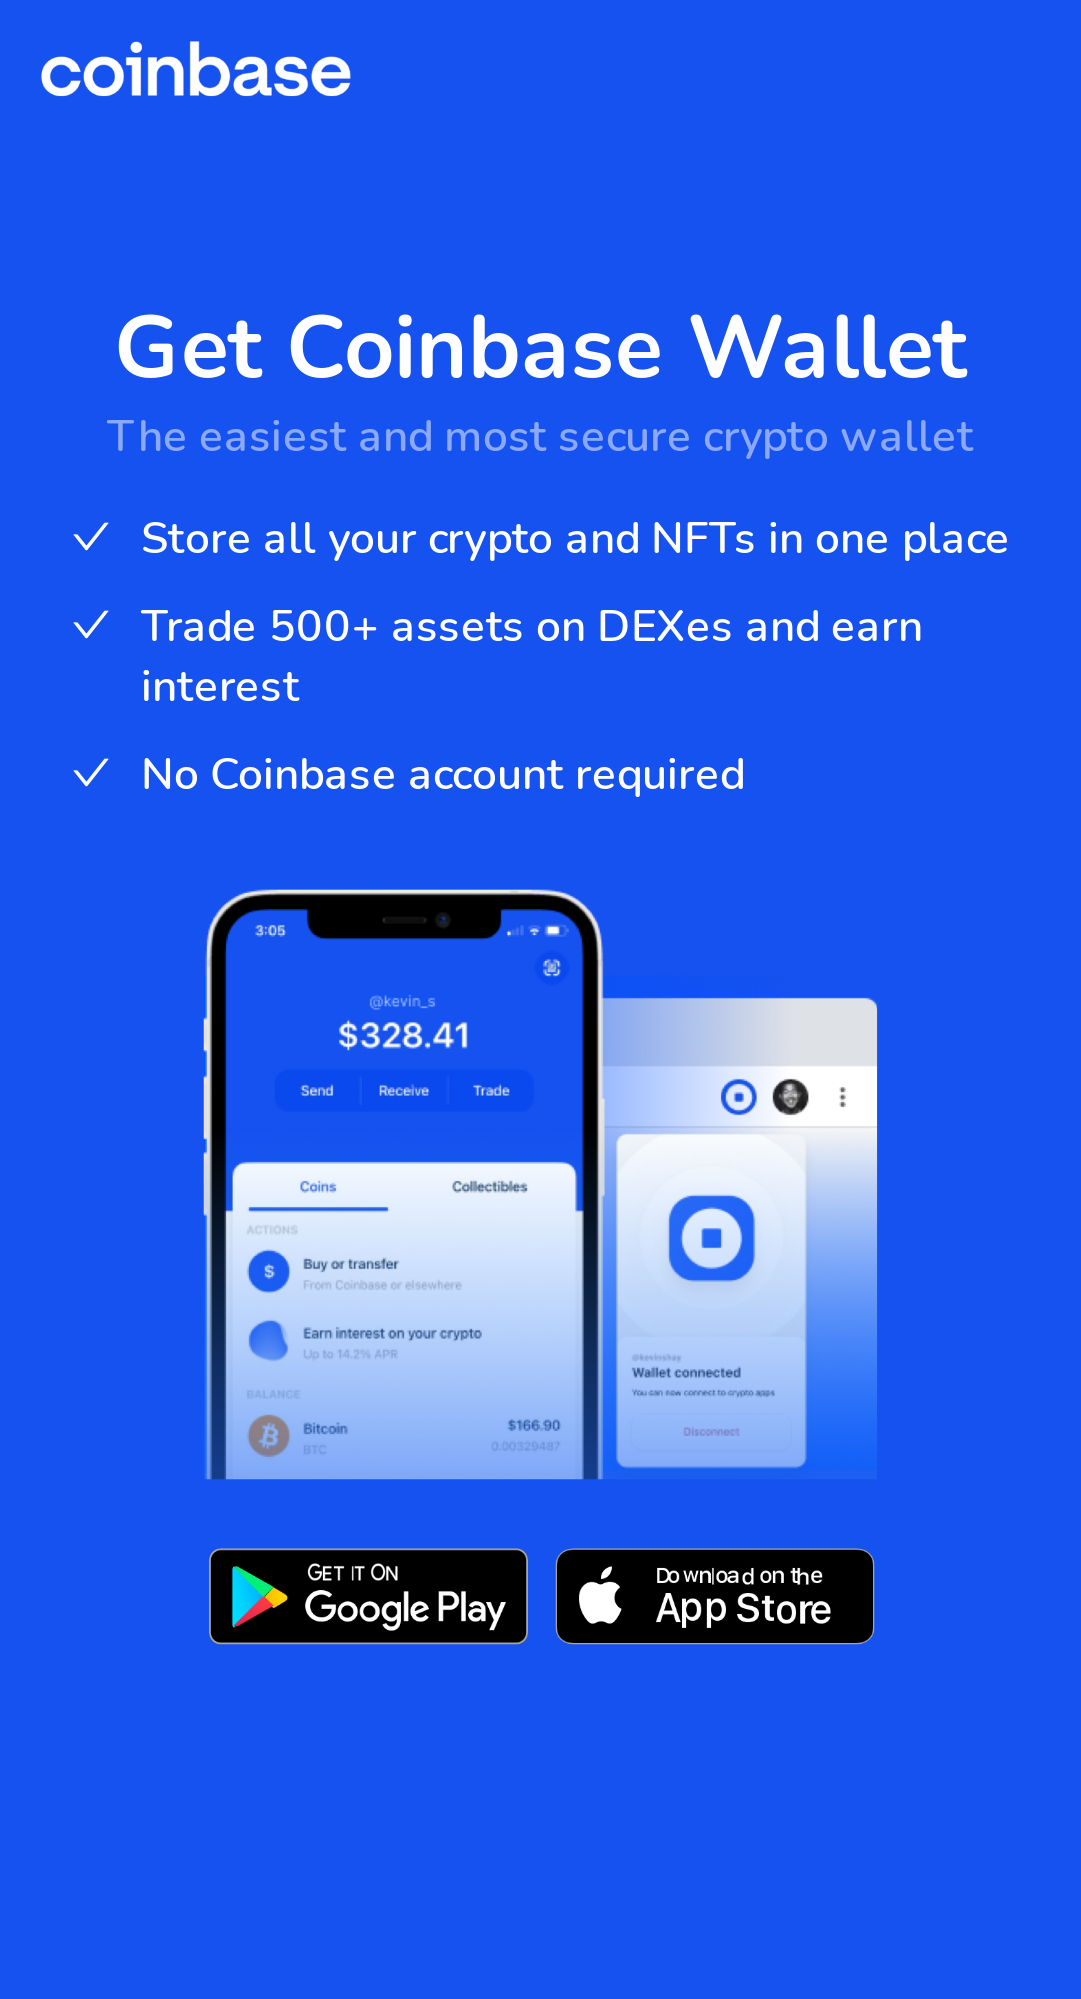 coinbase
Get Coinbase Wallet
The easiest and most secure crypto wallet
Store all your crypto and NFTs in one place
Trade 500+ assets on DEXes and earn
interest
No Coinbase account required
3:05
@kevin_s
$328.41
Send Receive Trade
Coins Collectibles
ACTIONS
$
Buy or transfer
From Coinbase or elsewhere
Earn interest on your crypto
Up to 14.2% APR
BALANCE
Bitcoin $166.90
BTC 0.00329487
@kevinshay
Wallet connected
You can now connect to crypto apps
Disconnect
GET IT ON
Google Play
Download on the
App Store